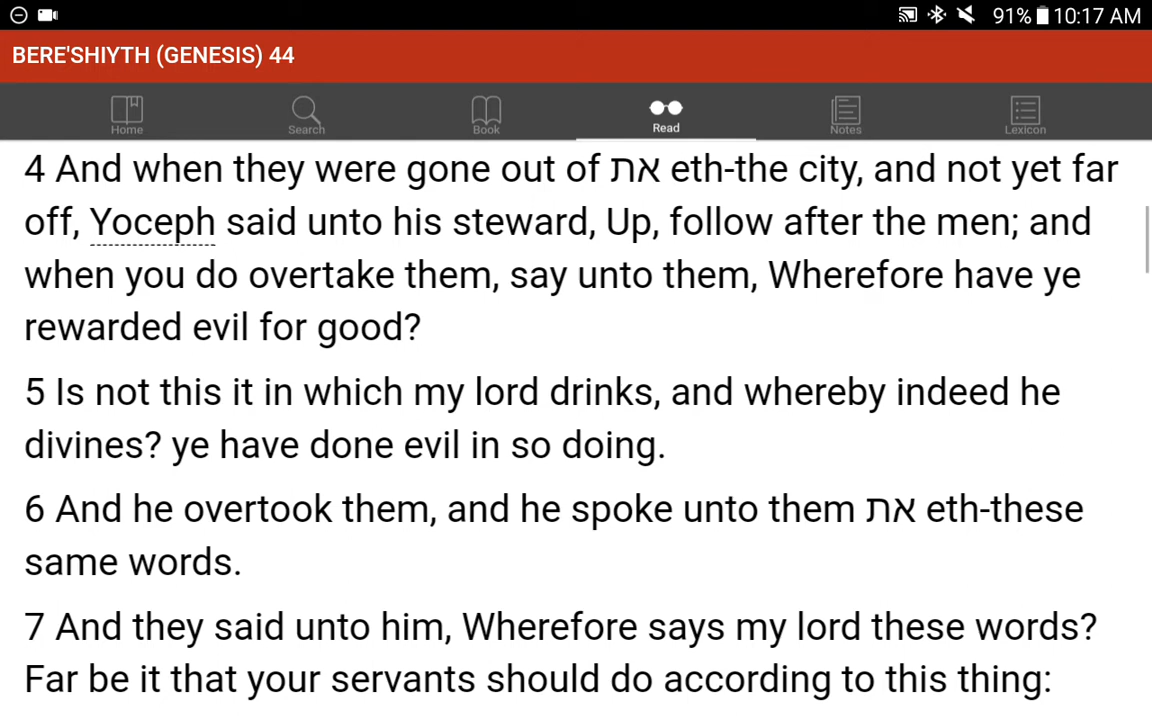 91% 10:17 AM
BERE'SHIYTH (GENESIS) 44
Home Search Book Read Notes Lexicon
4 And when they were gone out of את eth-the city, and not yet far
off, Yoceph said unto his steward, Up, follow after the men; and
when you do overtake them, say unto them, Wherefore have ye
rewarded evil for good?
5 Is not this it in which my lord drinks, and whereby indeed he
divines? ye have done evil in so doing.
6 And he overtook them, and he spoke unto them את eth-these
same words.
7 And they said unto him, Wherefore says my lord these words?
Far be it that your servants should do according to this thing: